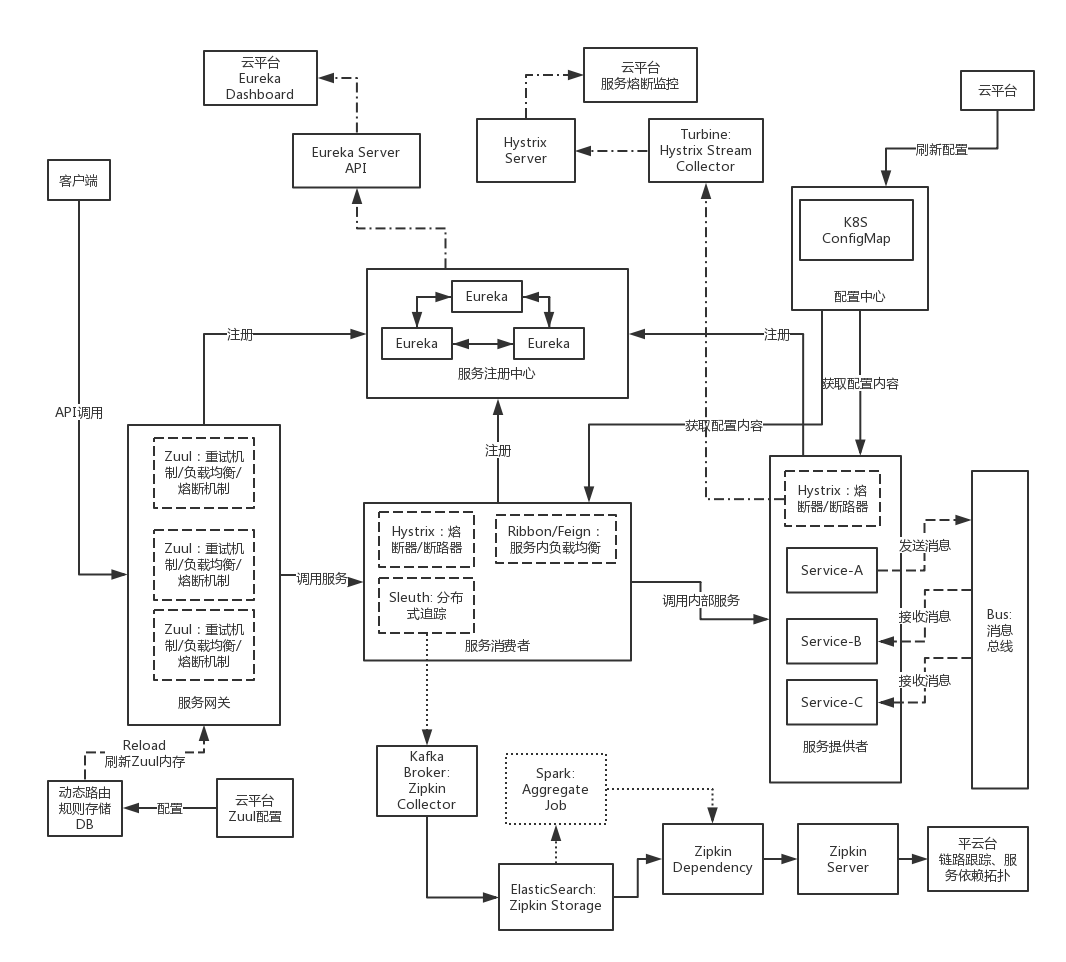 云平台
Eureka
Dashboard
云平台
服务熔断监控
云平台
Eureka Server
API
Hystrix
Server
Turbine:
Hystrix Stream
Collector
刷新配置
客户端
K8S
ConfigMap
配置中心
Eureka
Eureka
Eureka
服务注册中心
注册
注册
API调用
获取配置内容
获取配置内容
注册
Zuul：重试机
制/负载均衡/
熔断机制
Zuul：重试机
制/负载均衡/
熔断机制
Zuul：重试机
制/负载均衡/
熔断机制
服务网关
调用服务
Hystrix：熔
断器/断路器
Ribbon/Feign：
服务内负载均衡
Sleuth: 分布
式追踪
服务消费者
调用内部服务
Hystrix：熔
断器/断路器
Service-A
Service-B
Service-C
服务提供者
发送消息
接收消息
接收消息
Bus:
消息
总线
Reload
刷新Zuul内存
动态路由
规则存储
DB
配置
云平台
Zuul配置
Kafka
Broker:
Zipkin
Collector
Spark:
Aggregate
Job
ElasticSearch:
Zipkin Storage
Zipkin
Dependency
Zipkin
Server
平云台
链路跟踪、服
务依赖拓扑